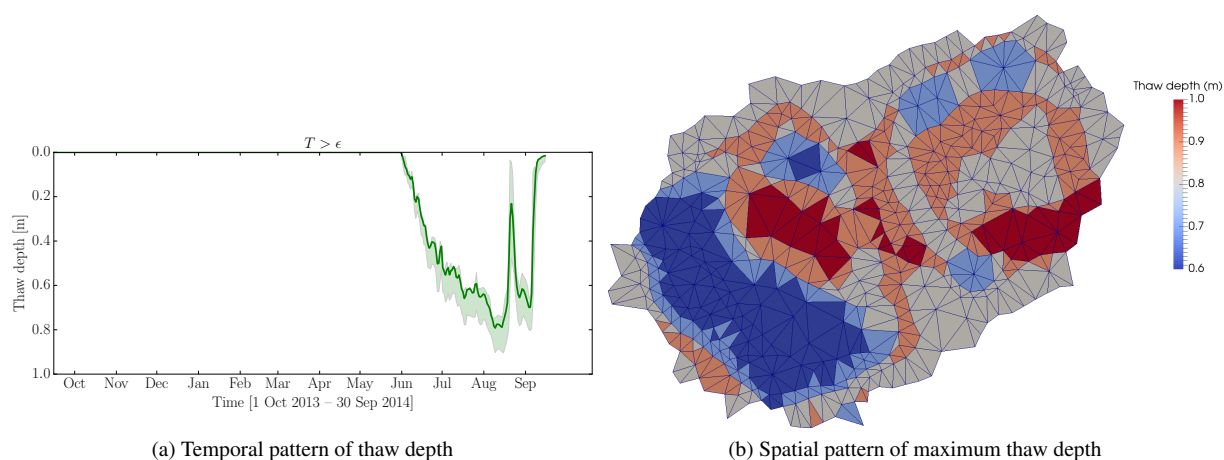 T > ϵ
Thaw depth [m]
0.0
0.2
0.4
0.6
0.8
1.0
Oct Nov Dec Jan Feb Mar Apr May Jun Jul Aug Sep
Time [1 Oct 2013 – 30 Sep 2014]
(a) Temporal pattern of thaw depth
Thaw depth (m)
1.0
0.9
0.8
0.7
0.6
(b) Spatial pattern of maximum thaw depth